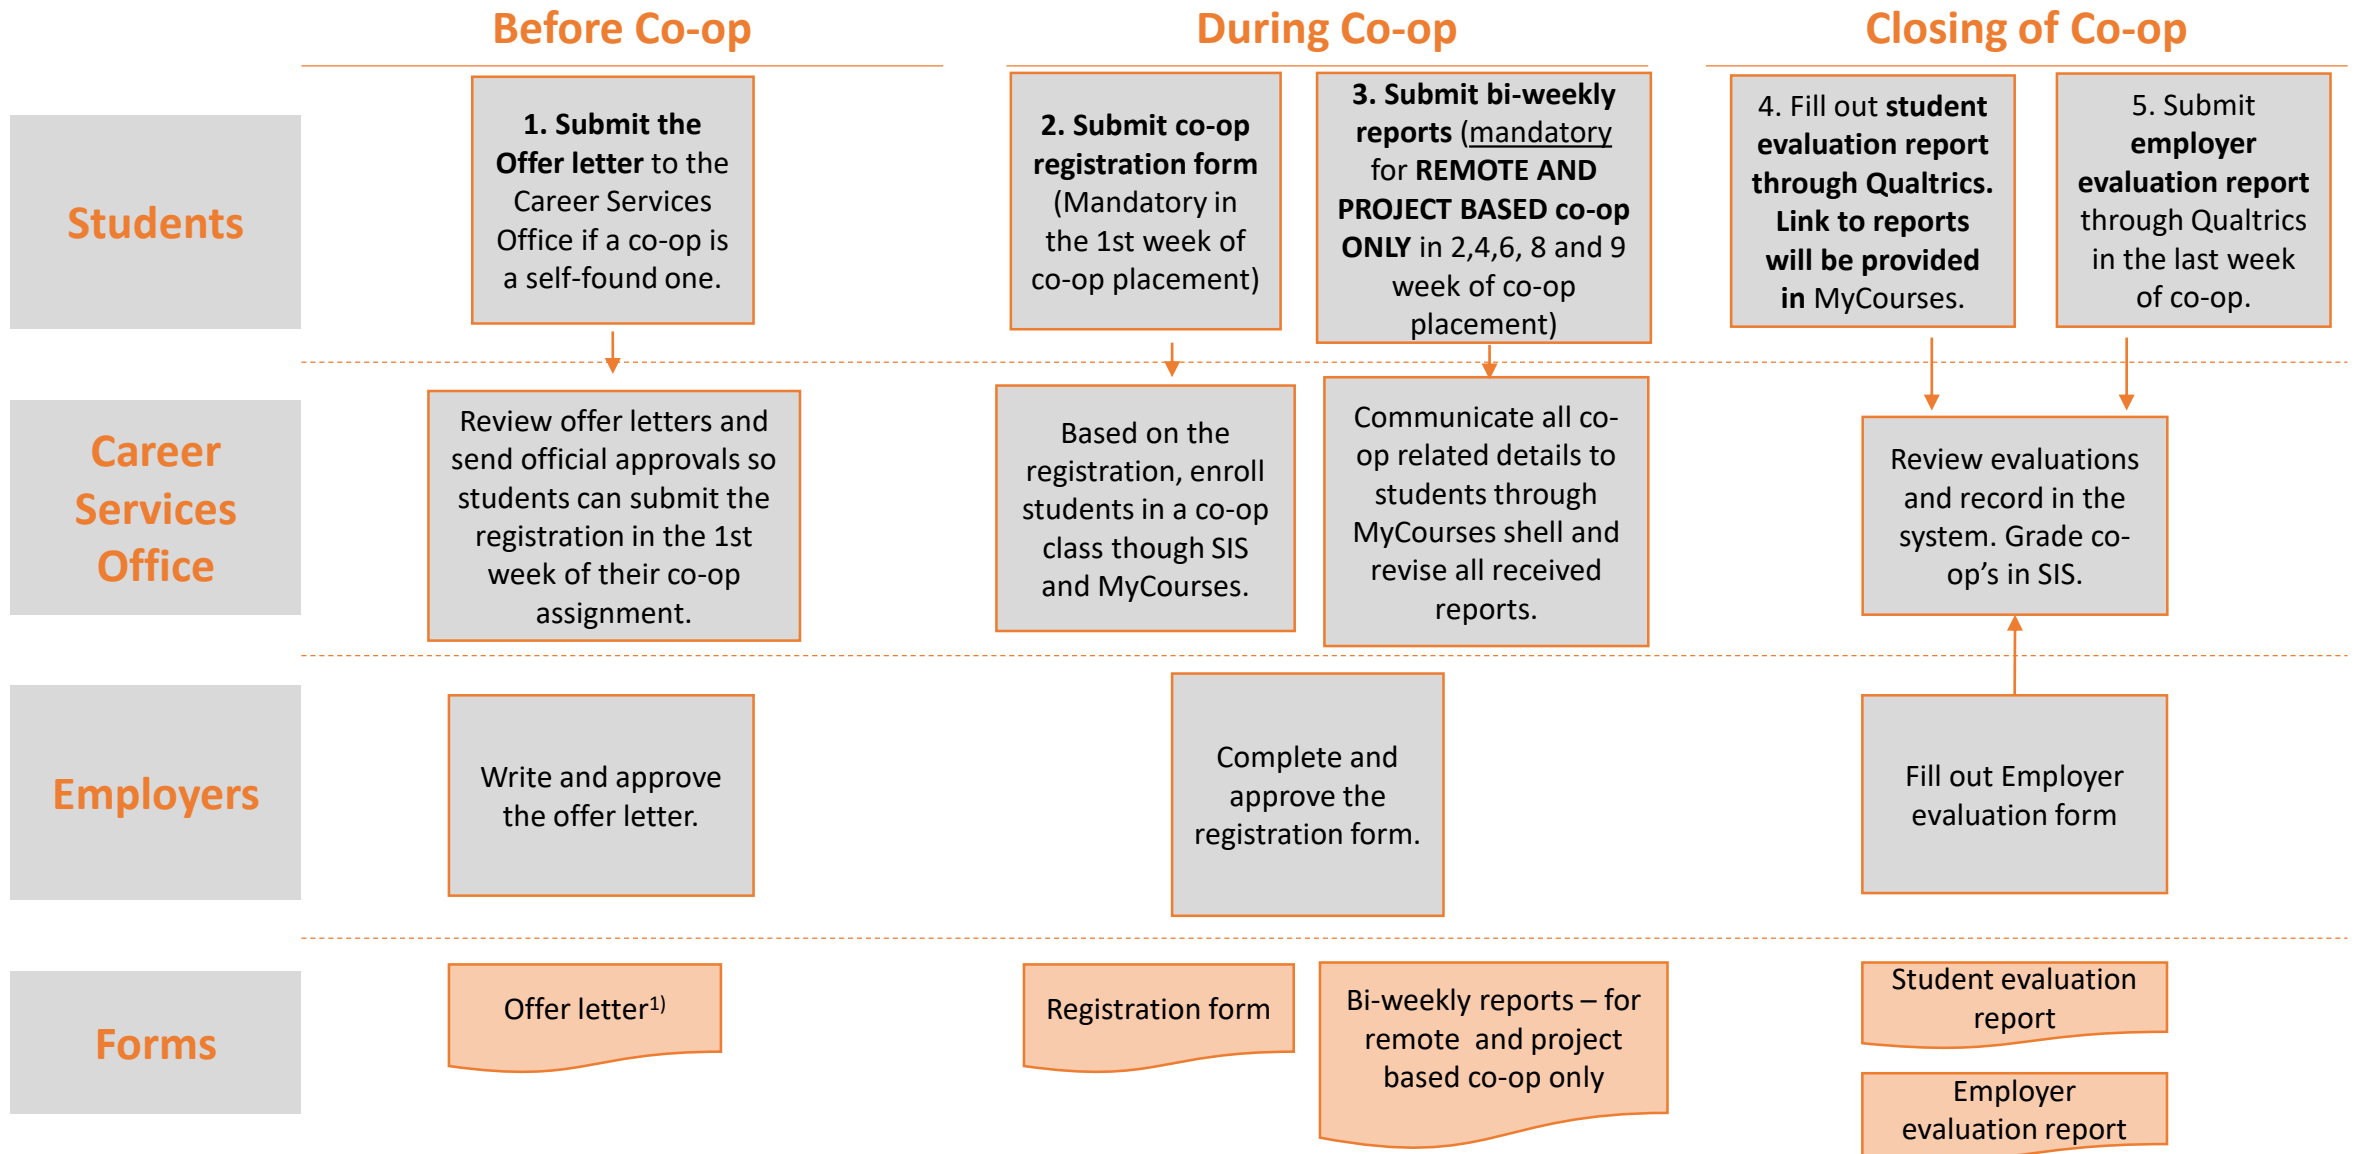 Before Co-op
During Co-op
Closing of Co-op
Students
1. Submit the
Offer letter to the
Career Services
Office if a co-op is
a self-found one.
2. Submit co-op
registration form
(Mandatory in
the 1st week of
co-op placement)
3. Submit bi-weekly
reports (mandatory
for REMOTE AND
PROJECT BASED co-op
ONLY in 2,4,6, 8 and 9
week of co-op
placement)
4. Fill out student
evaluation report
through Qualtrics.
Link to reports
will be provided
in MyCourses.
5. Submit
employer
evaluation report
through Qualtrics
in the last week
of co-op.
Career
Services
Office
Review offer letters and
send official approvals so
students can submit the
registration in the 1st
week of their co-op
assignment.
Based on the
registration, enroll
students in a co-op
class though SIS
and MyCourses.
Communicate all co-
op related details to
students through
MyCourses shell and
revise all received
reports.
Review evaluations
and record in the
system. Grade co-
op’s in SIS.
Employers
Write and approve
the offer letter.
Complete and
approve the
registration form.
Fill out Employer
evaluation form
Forms
Offer letter1)
Registration form
Bi-weekly reports – for
remote and project
based co-op only
Student evaluation
report
Employer
evaluation report